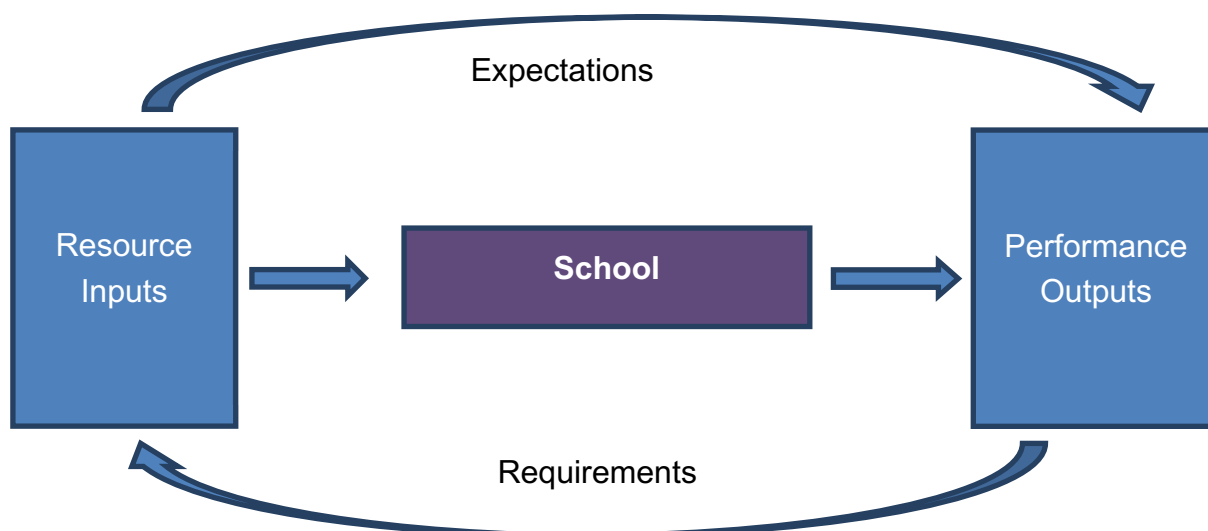 Expectations
Resource
Inputs
School
Performance
Outputs
Requirements